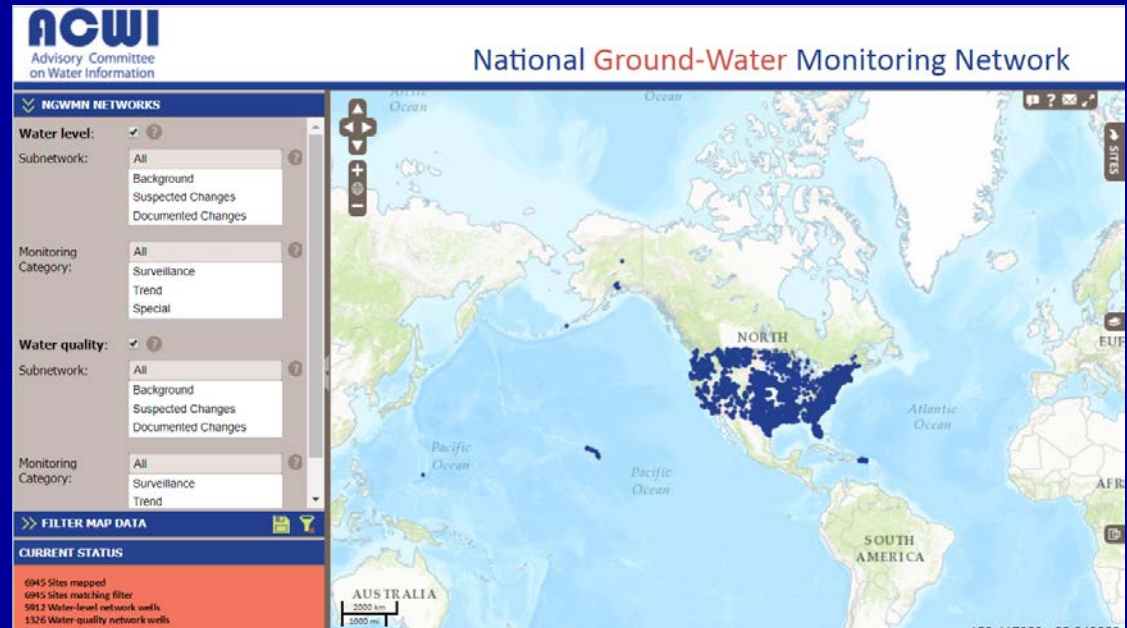 ACWI
Advisory Committee
on Water Information
National Ground-Water Monitoring Network
NGWMN NETWORKS
Water level:
Subnetwork:
All
Background
Suspected Changes
Documented Changes
Monitoring
Category:
All
Surveillance
Trend
Special
Water quality:
Subnetwork:
All
Background
Suspected Changes
Documented Changes
Monitoring
Category:
All
Surveillance
Trend
FILTER MAP DATA
CURRENT STATUS
6945 Sites mapped
6945 Sites matching filter
5912 Water-level network wells
1326 Water-quality network wells
Ocean
Ocean
SITES
NORTH
EUR
Atlantic
Ocean
Pacific
Ocean
Pacific
Ocean
AFR
SOUTH
AMERICA
AUSTRALIA
2000 km
1000 mi